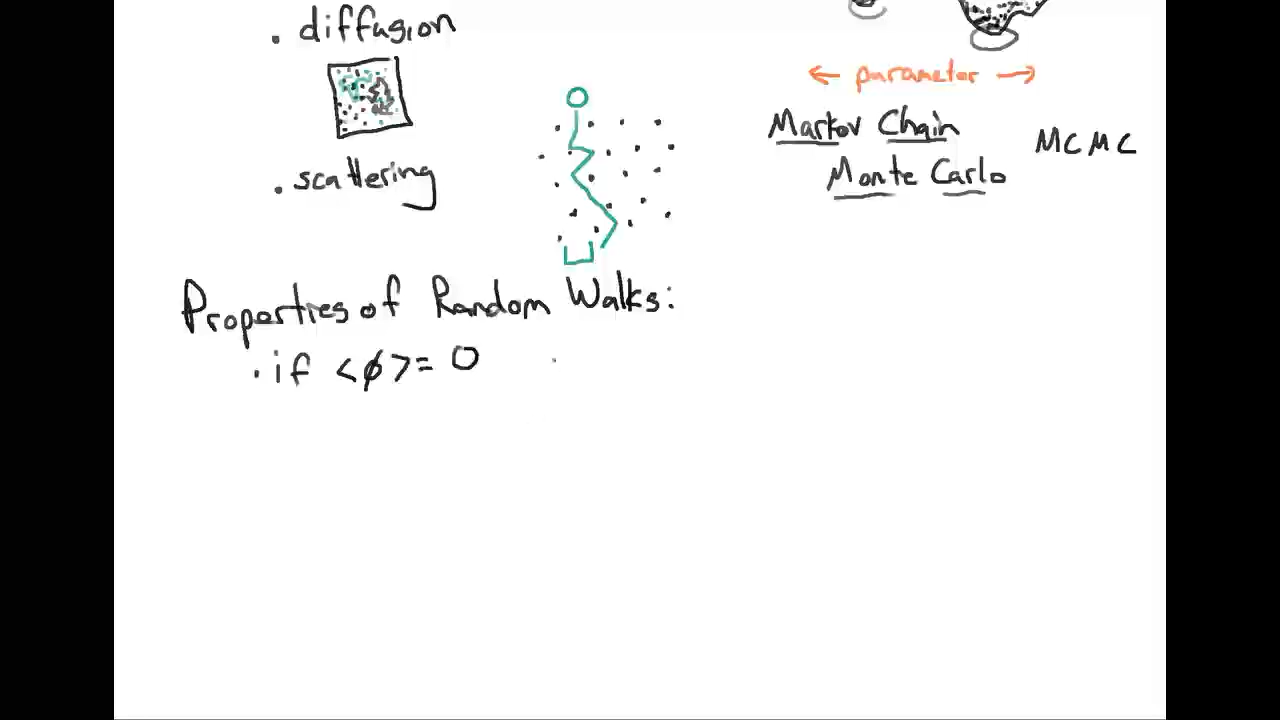 . diffusion
← parameter →
Markov Chain
Monte Carlo
MCMC
. scattering
Properties of Random Walks:
. if <ϕ> = 0